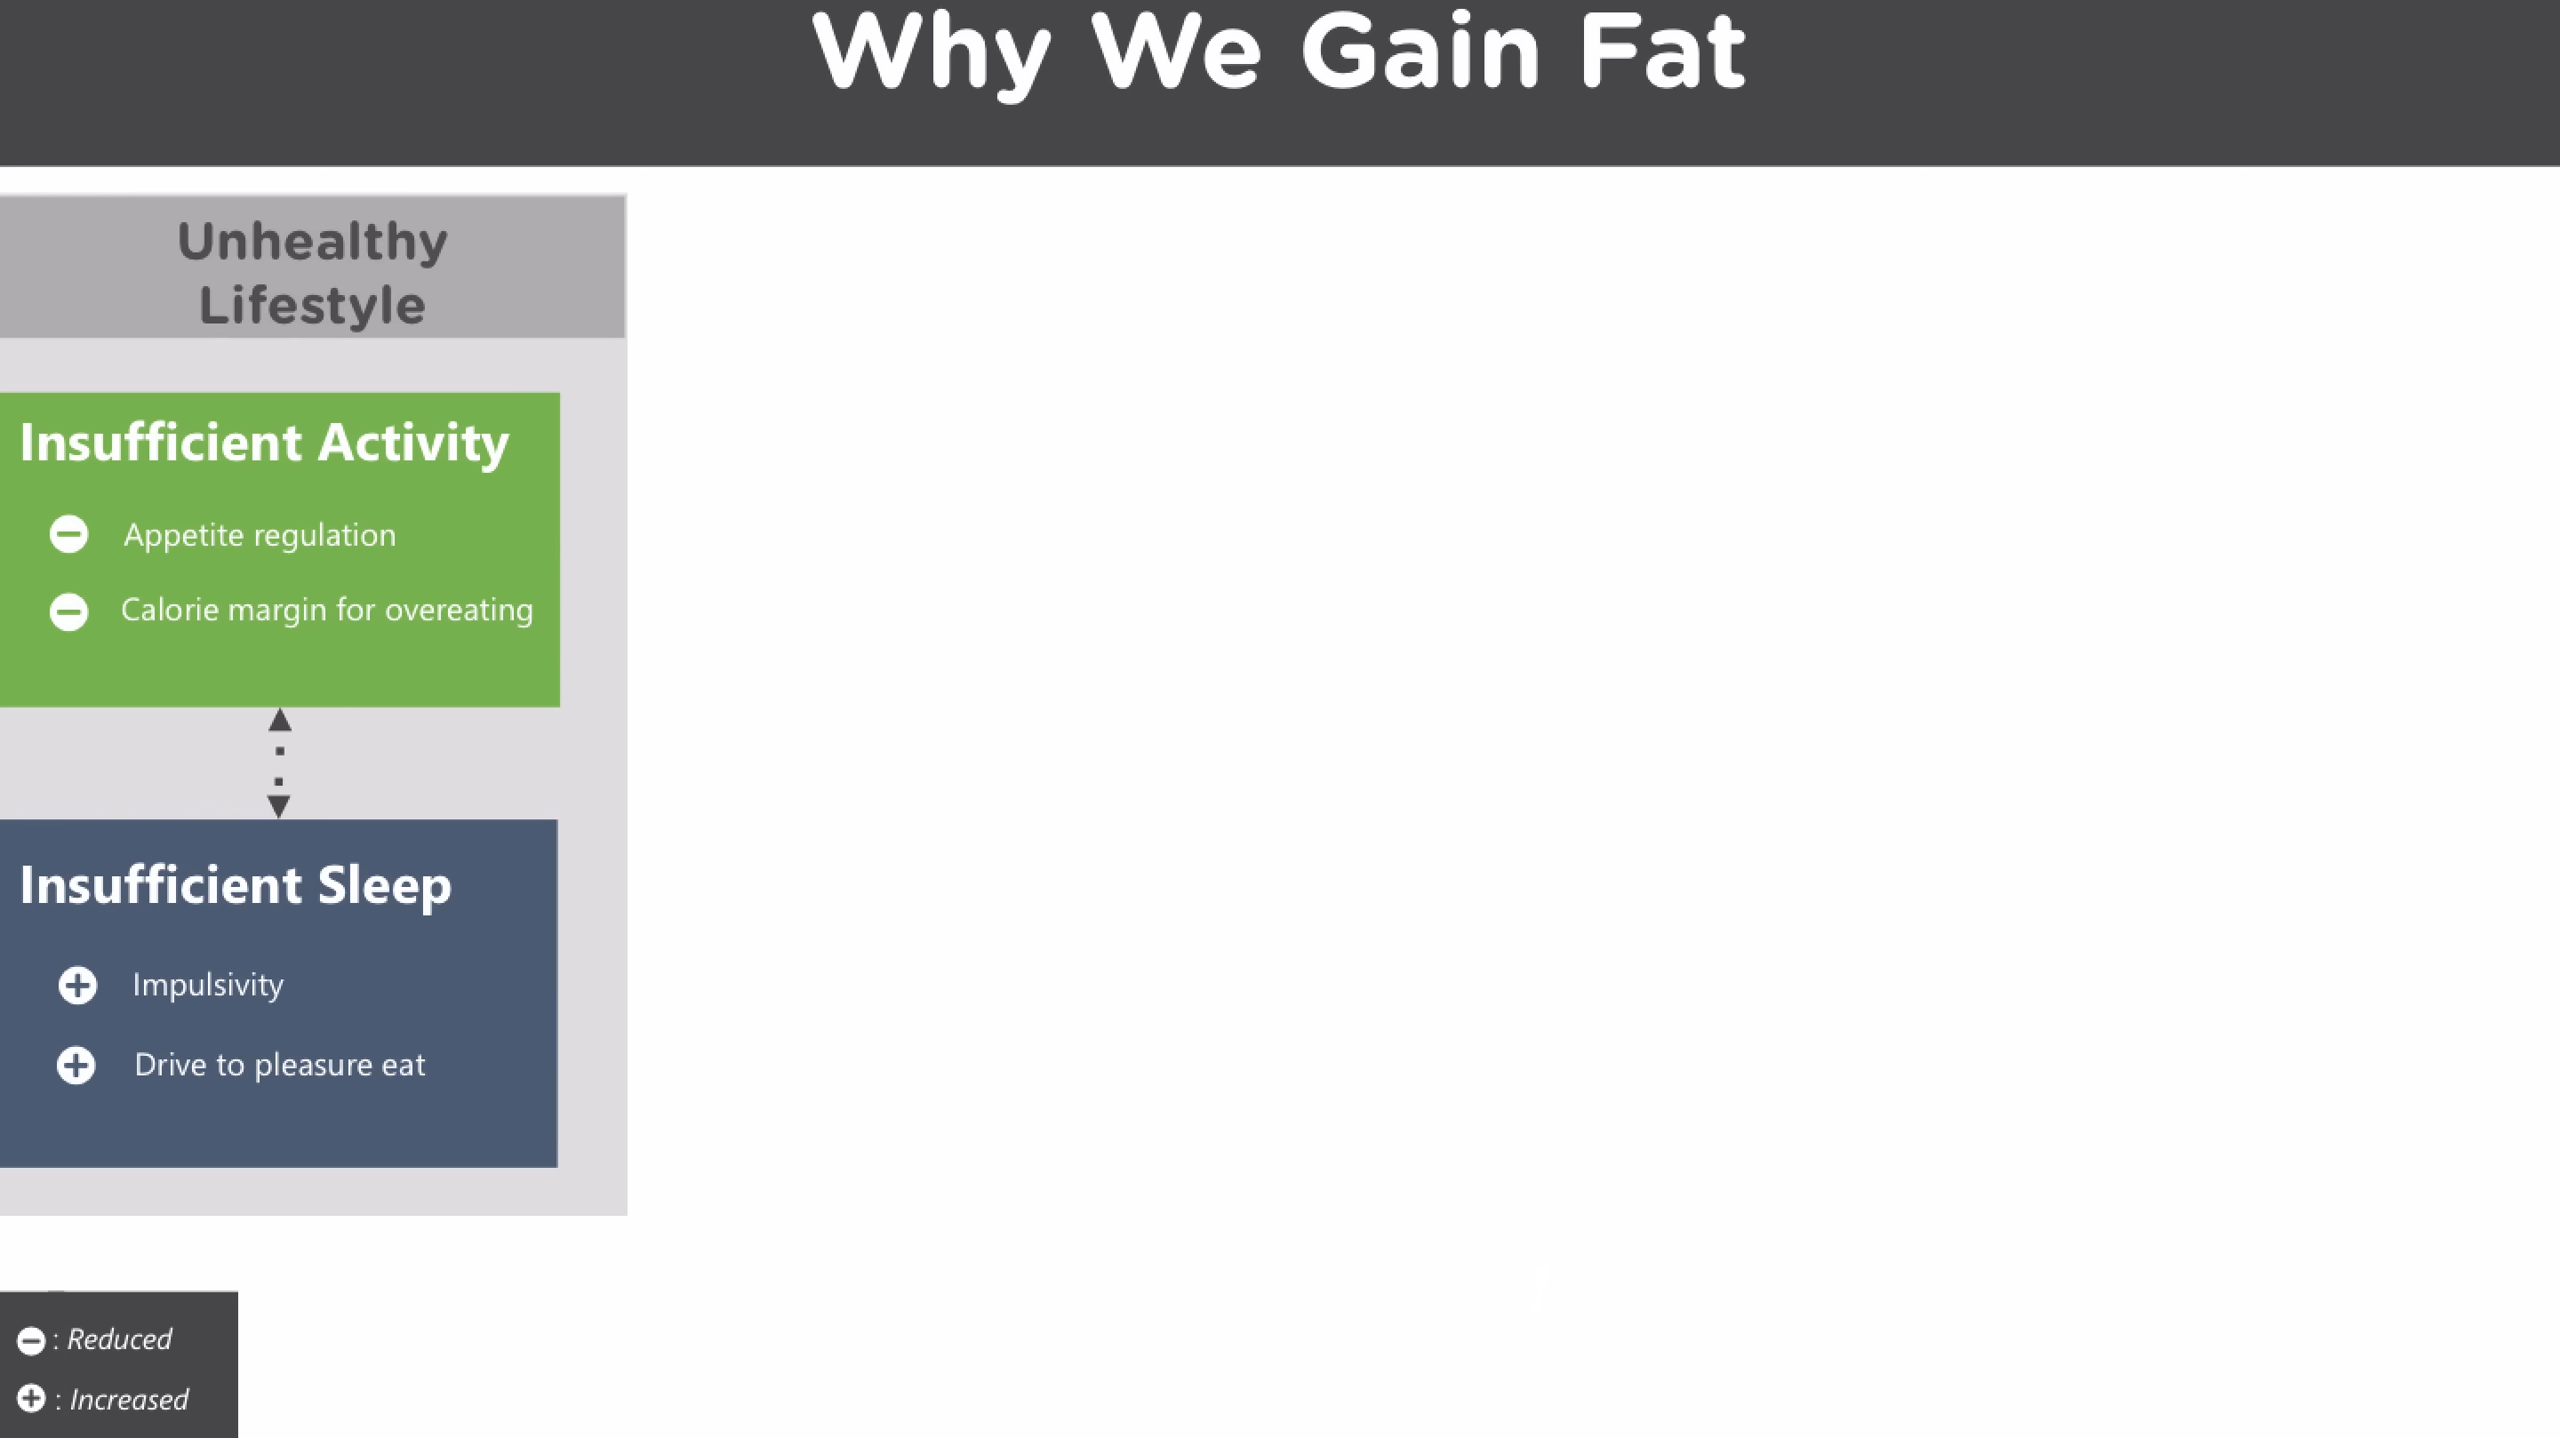 Why We Gain Fat
Unhealthy
Lifestyle
Insufficient Activity
Appetite regulation
Calorie margin for overeating
Insufficient Sleep
Impulsivity
Drive to pleasure eat
: Reduced
: Increased